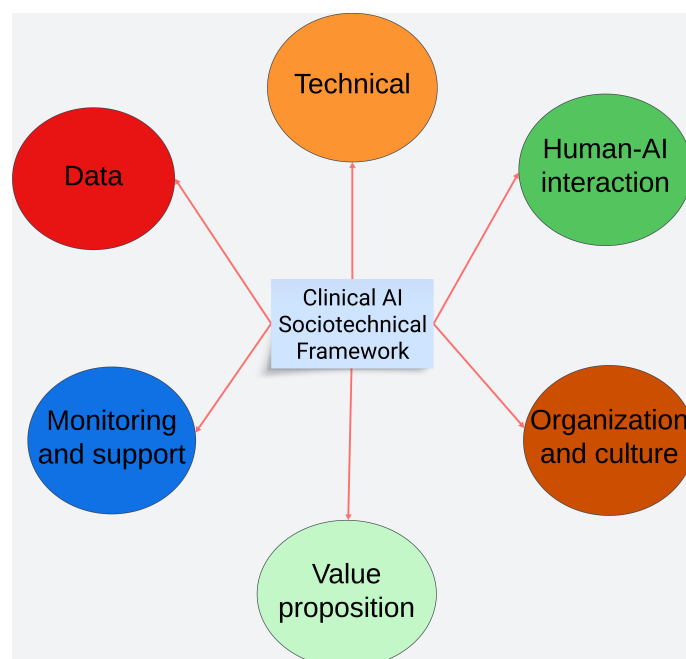 Technical
Human-AI
interaction
Data
Clinical AI
Sociotechnical
Framework
Monitoring
and support
Organization
and culture
Value
proposition